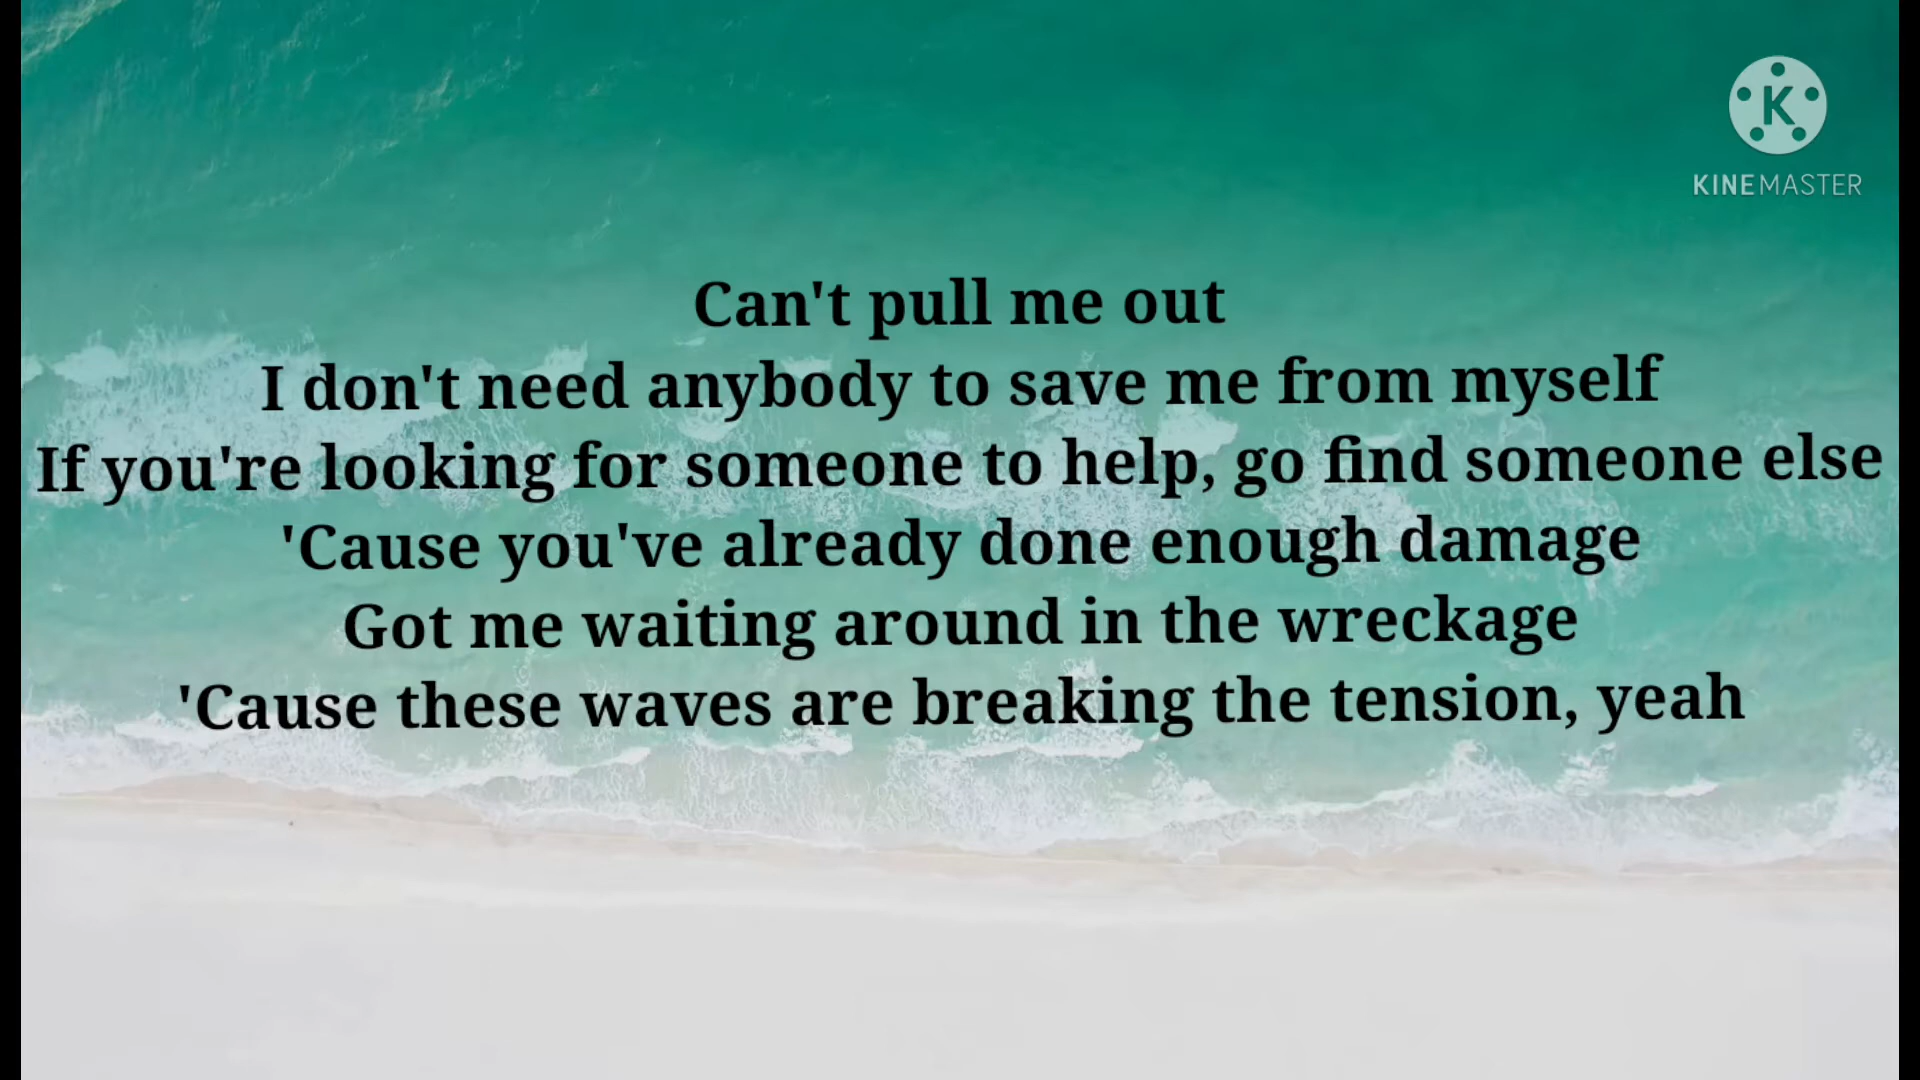 K
KINEMASTER
Can't pull me out
I don't need anybody to save me from myself
If you're looking for someone to help, go find someone else
'Cause you've already done enough damage
Got me waiting around in the wreckage
'Cause these waves are breaking the tension, yeah